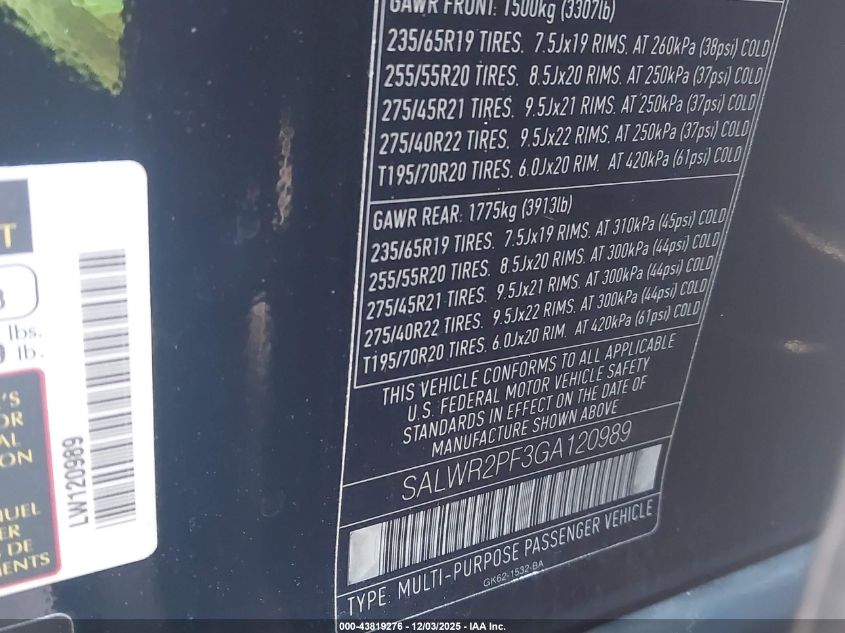 GAWR FRONT: 1500kg (3307lb)
235/65R19 TIRES. 7.5Jx19 RIMS. AT 260kPa (38psi) COLD
255/55R20 TIRES. 8.5Jx20 RIMS. AT 250kPa (37psi) COLD
275/45R21 TIRES. 9.5Jx21 RIMS. AT 250kPa (37psi) COLD
275/40R22 TIRES. 9.5Jx22 RIMS. AT 250kPa (37psi) COLD
T195/70R20 TIRES. 6.0Jx20 RIM. AT 420kPa (61psi) COLD
GAWR REAR: 1775kg (3913lb)
235/65R19 TIRES. 7.5Jx19 RIMS. AT 310kPa (45psi) COLD
255/55R20 TIRES. 8.5Jx20 RIMS. AT 300kPa (44psi) COLD
275/45R21 TIRES. 9.5Jx21 RIMS. AT 300kPa (44psi) COLD
275/40R22 TIRES. 9.5Jx22 RIMS. AT 300kPa (44psi) COLD
T195/70R20 TIRES. 6.0Jx20 RIM. AT 420kPa (61psi) COLD
THIS VEHICLE CONFORMS TO ALL APPLICABLE
U.S. FEDERAL MOTOR VEHICLE SAFETY
STANDARDS IN EFFECT ON THE DATE OF
MANUFACTURE SHOWN ABOVE
SALWR2PF3GA120989
TYPE: MULTI-PURPOSE PASSENGER VEHICLE
GK62-1532-BA
T
lbs.
lb.
'S
OR
AL
ON
NUEL
ER
DE
MENTS
LW120989
000-43819276 - 12/03/2025 - IAA Inc.